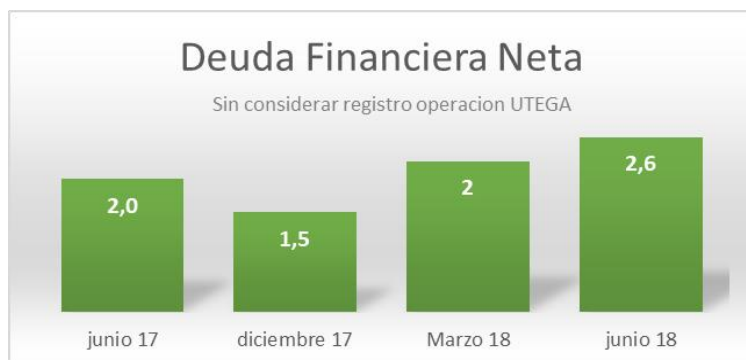 Deuda Financiera Neta
Sin considerar registro operacion UTEGA
2,0
1,5
2
2,6
junio 17
diciembre 17
Marzo 18
junio 18